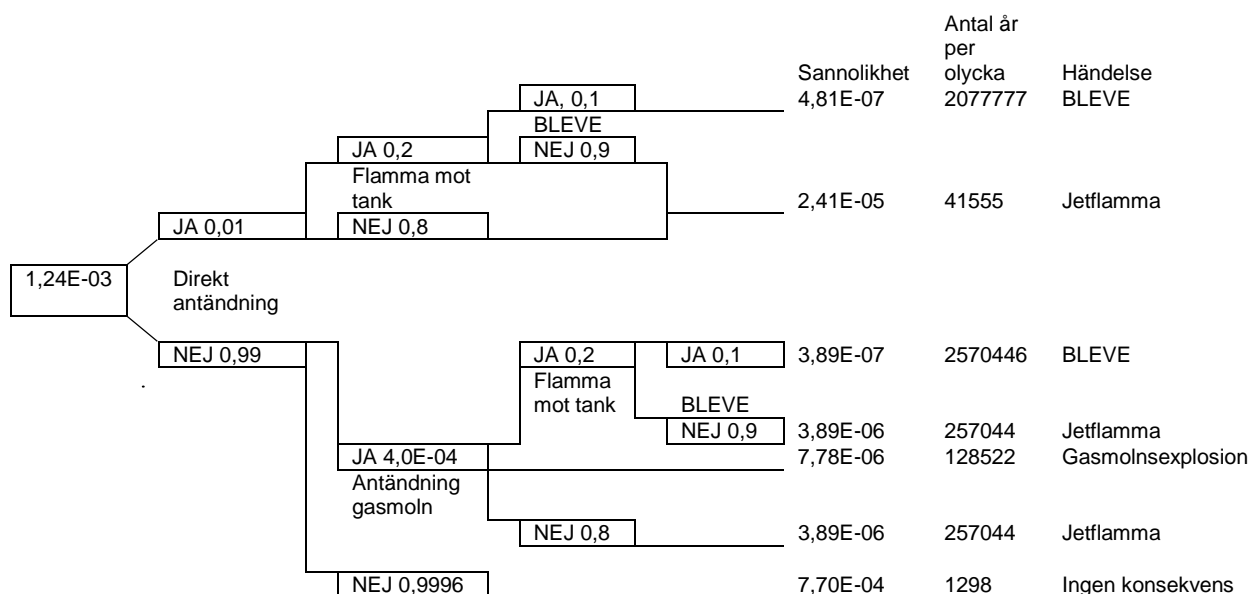 Antal år
per
Sannolikhet olycka Händelse
JA, 0,1 4,81E-07 2077777 BLEVE
BLEVE
JA 0,2 NEJ 0,9
Flamma mot
tank
2,41E-05 41555 Jetflamma
JA 0,01 NEJ 0,8
1,24E-03 Direkt
antändning
NEJ 0,99 JA 0,2 JA 0,1 3,89E-07 2570446 BLEVE
Flamma
mot tank BLEVE
NEJ 0,9 3,89E-06 257044 Jetflamma
JA 4,0E-04 7,78E-06 128522 Gasmolnsexplosion
Antändning
gasmoln
NEJ 0,8 3,89E-06 257044 Jetflamma
NEJ 0,9996 7,70E-04 1298 Ingen konsekvens